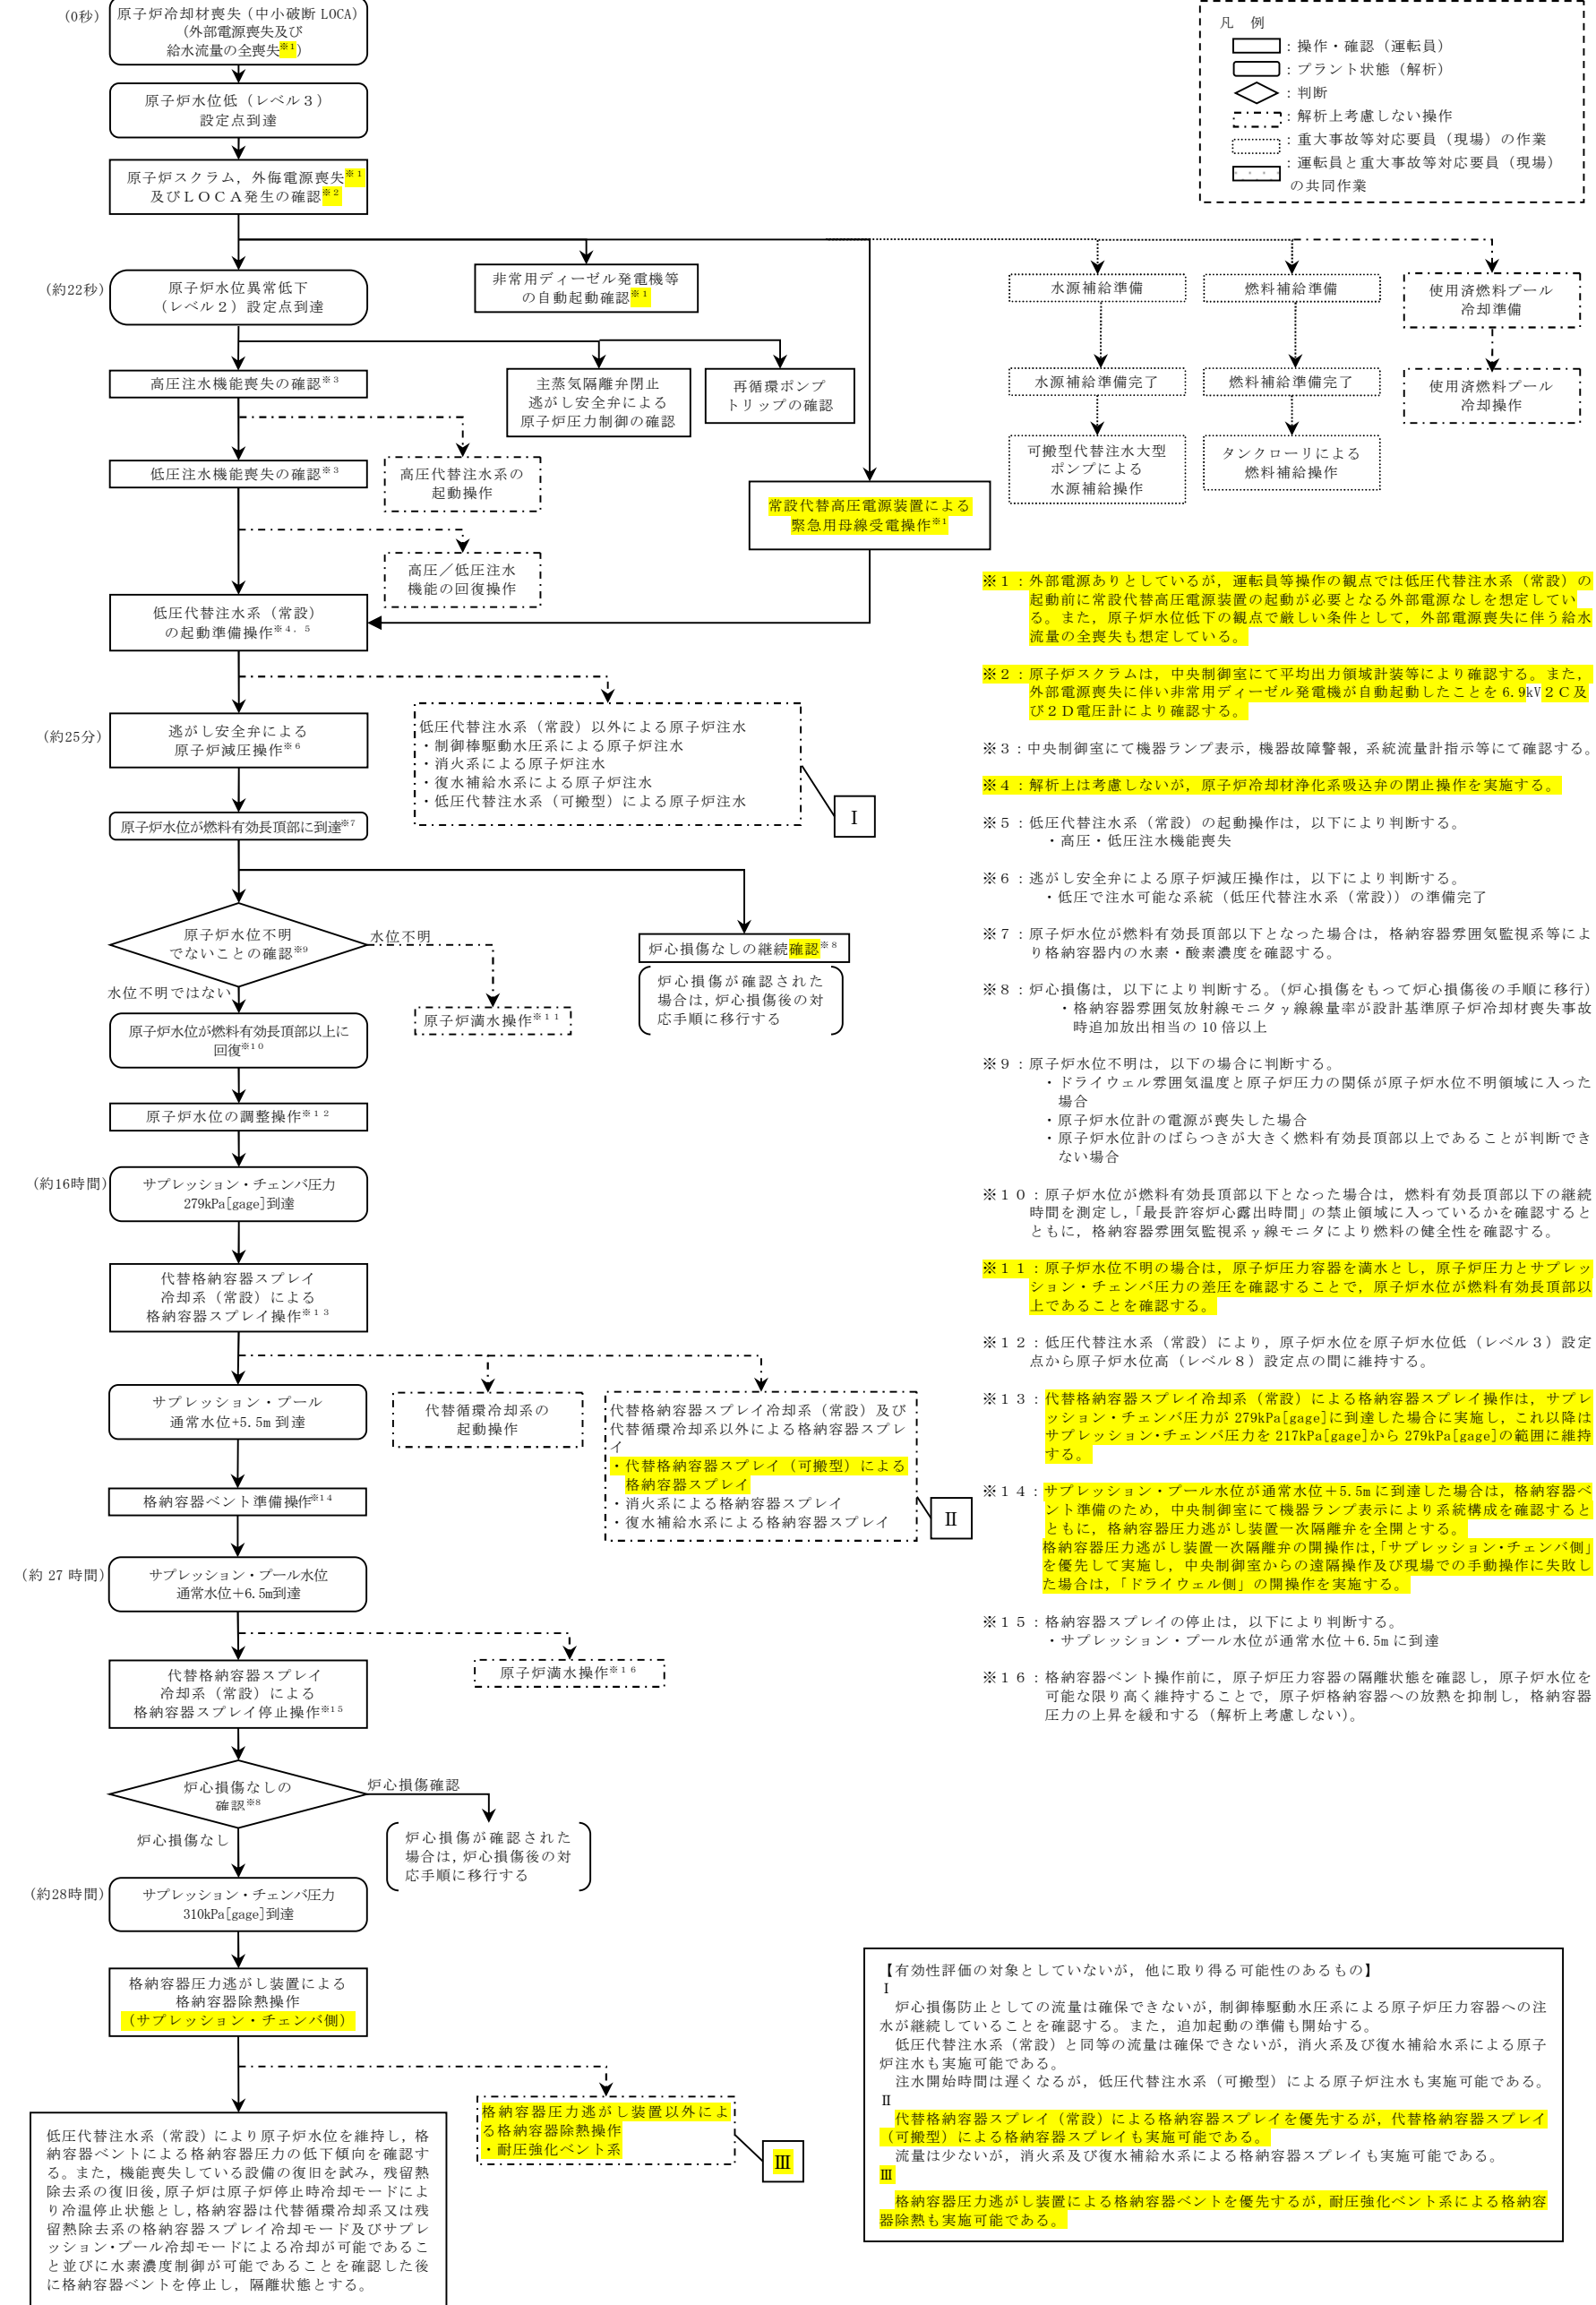 (0秒)
原子炉冷却材喪失(中小破断 LOCA)
(外部電源喪失及び
給水流量の全喪失※1)
原子炉水位低(レベル3)
設定点到達
原子炉スクラム,外侮電源喪失※1
及びLOCA発生の確認※2
凡 例
:操作・確認(運転員)
:プラント状態(解析)
:判断
:解析上考慮しない操作
:重大事故等対応要員(現場)の作業
:運転員と重大事故等対応要員(現場)
の共同作業
(約22秒)
原子炉水位異常低下
(レベル2)設定点到達
非常用ディーゼル発電機等
の自動起動確認※1
水源補給準備
燃料補給準備
使用済燃料プール
冷却準備
高圧注水機能喪失の確認※3
主蒸気隔離弁閉止
逃がし安全弁による
原子炉圧力制御の確認
再循環ポンプ
トリップの確認
水源補給準備完了
燃料補給準備完了
使用済燃料プール
冷却操作
低圧注水機能喪失の確認※3
高圧代替注水系の
起動操作
可搬型代替注水大型
ポンプによる
水源補給操作
タンクローリによる
燃料補給操作
常設代替高圧電源装置による
緊急用母線受電操作※1
高圧/低圧注水
機能の回復操作
低圧代替注水系(常設)
の起動準備操作※4、5
(約25分)
逃がし安全弁による
原子炉減圧操作※6
低圧代替注水系(常設)以外による原子炉注水
・制御棒駆動水圧系による原子炉注水
・消火系による原子炉注水
・復水補給水系による原子炉注水
・低圧代替注水系(可搬型)による原子炉注水
Ⅰ
原子炉水位が燃料有効長頂部に到達※7
原子炉水位不明
でないことの確認※9
水位不明
水位不明ではない
原子炉満水操作※11
炉心損傷なしの継続確認※8
炉心損傷が確認された
場合は,炉心損傷後の対
応手順に移行する
原子炉水位が燃料有効長頂部以上に
回復※10
原子炉水位の調整操作※12
(約16時間)
サプレッション・チェンバ圧力
279kPa[gage]到達
代替格納容器スプレイ
冷却系(常設)による
格納容器スプレイ操作※13
サプレッション・プール
通常水位+5.5m 到達
代替循環冷却系の
起動操作
代替格納容器スプレイ冷却系(常設)及び
代替循環冷却系以外による格納容器スプレ
イ
・代替格納容器スプレイ(可搬型)による
格納容器スプレイ
・消火系による格納容器スプレイ
・復水補給水系による格納容器スプレイ
Ⅱ
格納容器ベント準備操作※14
(約 27 時間)
サプレッション・プール水位
通常水位+6.5m到達
原子炉満水操作※16
代替格納容器スプレイ
冷却系(常設)による
格納容器スプレイ停止操作※15
炉心損傷なしの
確認※8
炉心損傷確認
炉心損傷なし
炉心損傷が確認された
場合は,炉心損傷後の対
応手順に移行する
(約28時間)
サプレッション・チェンバ圧力
310kPa[gage]到達
格納容器圧力逃がし装置による
格納容器除熱操作
(サプレッション・チェンバ側)
格納容器圧力逃がし装置以外によ
る格納容器除熱操作
・耐圧強化ベント系
Ⅲ
低圧代替注水系(常設)により原子炉水位を維持し,格
納容器ベントによる格納容器圧力の低下傾向を確認す
る。また,機能喪失している設備の復旧を試み,残留熱
除去系の復旧後,原子炉は原子炉停止時冷却モードによ
り冷温停止状態とし,格納容器は代替循環冷却系又は残
留熱除去系の格納容器スプレイ冷却モード及びサプレ
ッション・プール冷却モードによる冷却が可能であるこ
と並びに水素濃度制御が可能であることを確認した後
に格納容器ベントを停止し,隔離状態とする。
※1:外部電源ありとしているが,運転員等操作の観点では低圧代替注水系(常設)の
起動前に常設代替高圧電源装置の起動が必要となる外部電源なしを想定してい
る。また,原子炉水位低下の観点で厳しい条件として,外部電源喪失に伴う給水
流量の全喪失も想定している。
※2:原子炉スクラムは,中央制御室にて平均出力領域計装等により確認する。また,
外部電源喪失に伴い非常用ディーゼル発電機が自動起動したことを 6.9kV2C及
び2D電圧計により確認する。
※3:中央制御室にて機器ランプ表示,機器故障警報,系統流量計指示等にて確認する。
※4:解析上は考慮しないが,原子炉冷却材浄化系吸込弁の閉止操作を実施する。
※5:低圧代替注水系(常設)の起動操作は,以下により判断する。
・高圧・低圧注水機能喪失
※6:逃がし安全弁による原子炉減圧操作は,以下により判断する。
・低圧で注水可能な系統(低圧代替注水系(常設))の準備完了
※7:原子炉水位が燃料有効長頂部以下となった場合は,格納容器雰囲気監視系等によ
り格納容器内の水素・酸素濃度を確認する。
※8:炉心損傷は,以下により判断する。(炉心損傷をもって炉心損傷後の手順に移行)
・格納容器雰囲気放射線モニタγ線線量率が設計基準原子炉冷却材喪失事故
時追加放出相当の 10 倍以上
※9:原子炉水位不明は,以下の場合に判断する。
・ドライウェル雰囲気温度と原子炉圧力の関係が原子炉水位不明領域に入った
場合
・原子炉水位計の電源が喪失した場合
・原子炉水位計のばらつきが大きく燃料有効長頂部以上であることが判断でき
ない場合
※10:原子炉水位が燃料有効長頂部以下となった場合は,燃料有効長頂部以下の継続
時間を測定し,「最長許容炉心露出時間」の禁止領域に入っているかを確認すると
ともに,格納容器雰囲気監視系γ線モニタにより燃料の健全性を確認する。
※11:原子炉水位不明の場合は,原子炉圧力容器を満水とし,原子炉圧力とサプレッ
ション・チェンバ圧力の差圧を確認することで,原子炉水位が燃料有効長頂部以
上であることを確認する。
※12:低圧代替注水系(常設)により,原子炉水位を原子炉水位低(レベル3)設定
点から原子炉水位高(レベル8)設定点の間に維持する。
※13:代替格納容器スプレイ冷却系(常設)による格納容器スプレイ操作は,サプレ
ッション・チェンバ圧力が 279kPa[gage]に到達した場合に実施し,これ以降は
サプレッション・チェンバ圧力を 217kPa[gage]から 279kPa[gage]の範囲に維持
する。
※14:サプレッション・プール水位が通常水位+5.5m に到達した場合は,格納容器ベ
ント準備のため,中央制御室にて機器ランプ表示により系統構成を確認すると
ともに,格納容器圧力逃がし装置一次隔離弁を全開とする。
格納容器圧力逃がし装置一次隔離弁の開操作は,「サプレッション・チェンバ側」
を優先して実施し,中央制御室からの遠隔操作及び現場での手動操作に失敗し
た場合は,「ドライウェル側」の開操作を実施する。
※15:格納容器スプレイの停止は,以下により判断する。
・サプレッション・プール水位が通常水位+6.5m に到達
※16:格納容器ベント操作前に,原子炉圧力容器の隔離状態を確認し,原子炉水位を
可能な限り高く維持することで,原子炉格納容器への放熱を抑制し,格納容器
圧力の上昇を緩和する(解析上考慮しない)。
【有効性評価の対象としていないが,他に取り得る可能性のあるもの】
Ⅰ
炉心損傷防止としての流量は確保できないが,制御棒駆動水圧系による原子炉圧力容器への注
水が継続していることを確認する。また,追加起動の準備も開始する。
低圧代替注水系(常設)と同等の流量は確保できないが,消火系及び復水補給水系による原子
炉注水も実施可能である。
注水開始時間は遅くなるが,低圧代替注水系(可搬型)による原子炉注水も実施可能である。
Ⅱ
代替格納容器スプレイ(常設)による格納容器スプレイを優先するが,代替格納容器スプレイ
(可搬型)による格納容器スプレイも実施可能である。
流量は少ないが,消火系及び復水補給水系による格納容器スプレイも実施可能である。
Ⅲ
格納容器圧力逃がし装置による格納容器ベントを優先するが,耐圧強化ベント系による格納容
器除熱も実施可能である。